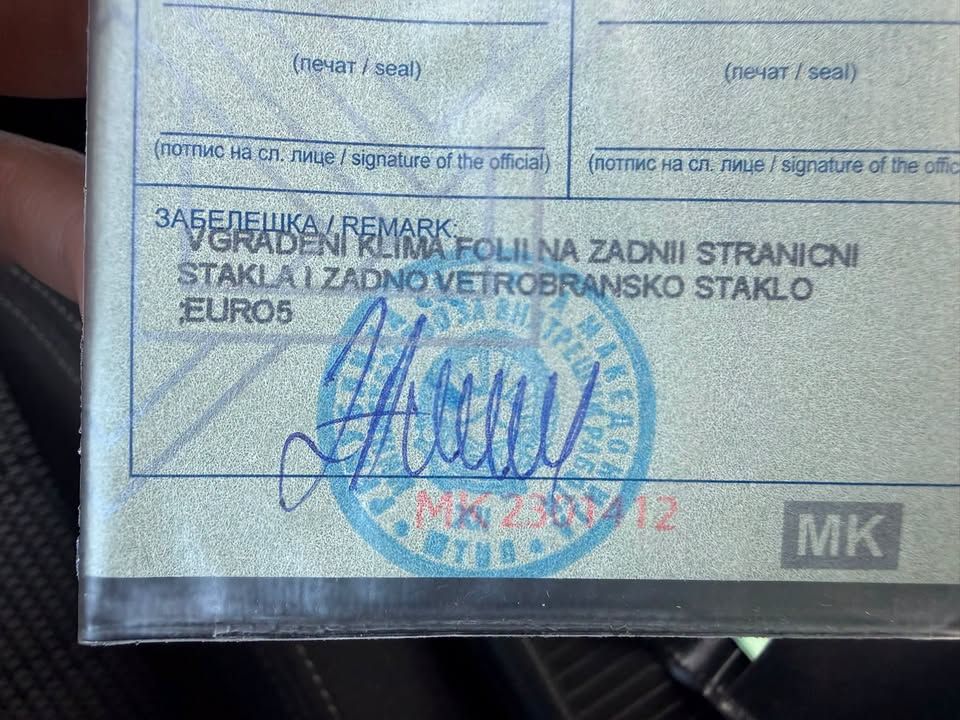 (печат / seal)
(печат / seal)
(потпис на сл. лице / signature of the official)
(потпис на сл. лице / signature of the offic
ЗАБЕЛЕШКА / REMARK:
VGRADENI KLIMA FOLII NA ZADNII STRANICNI
STAKLA I ZADNO VETROBRANSKO STAKLO
;EURO5
MK 2301412
MK